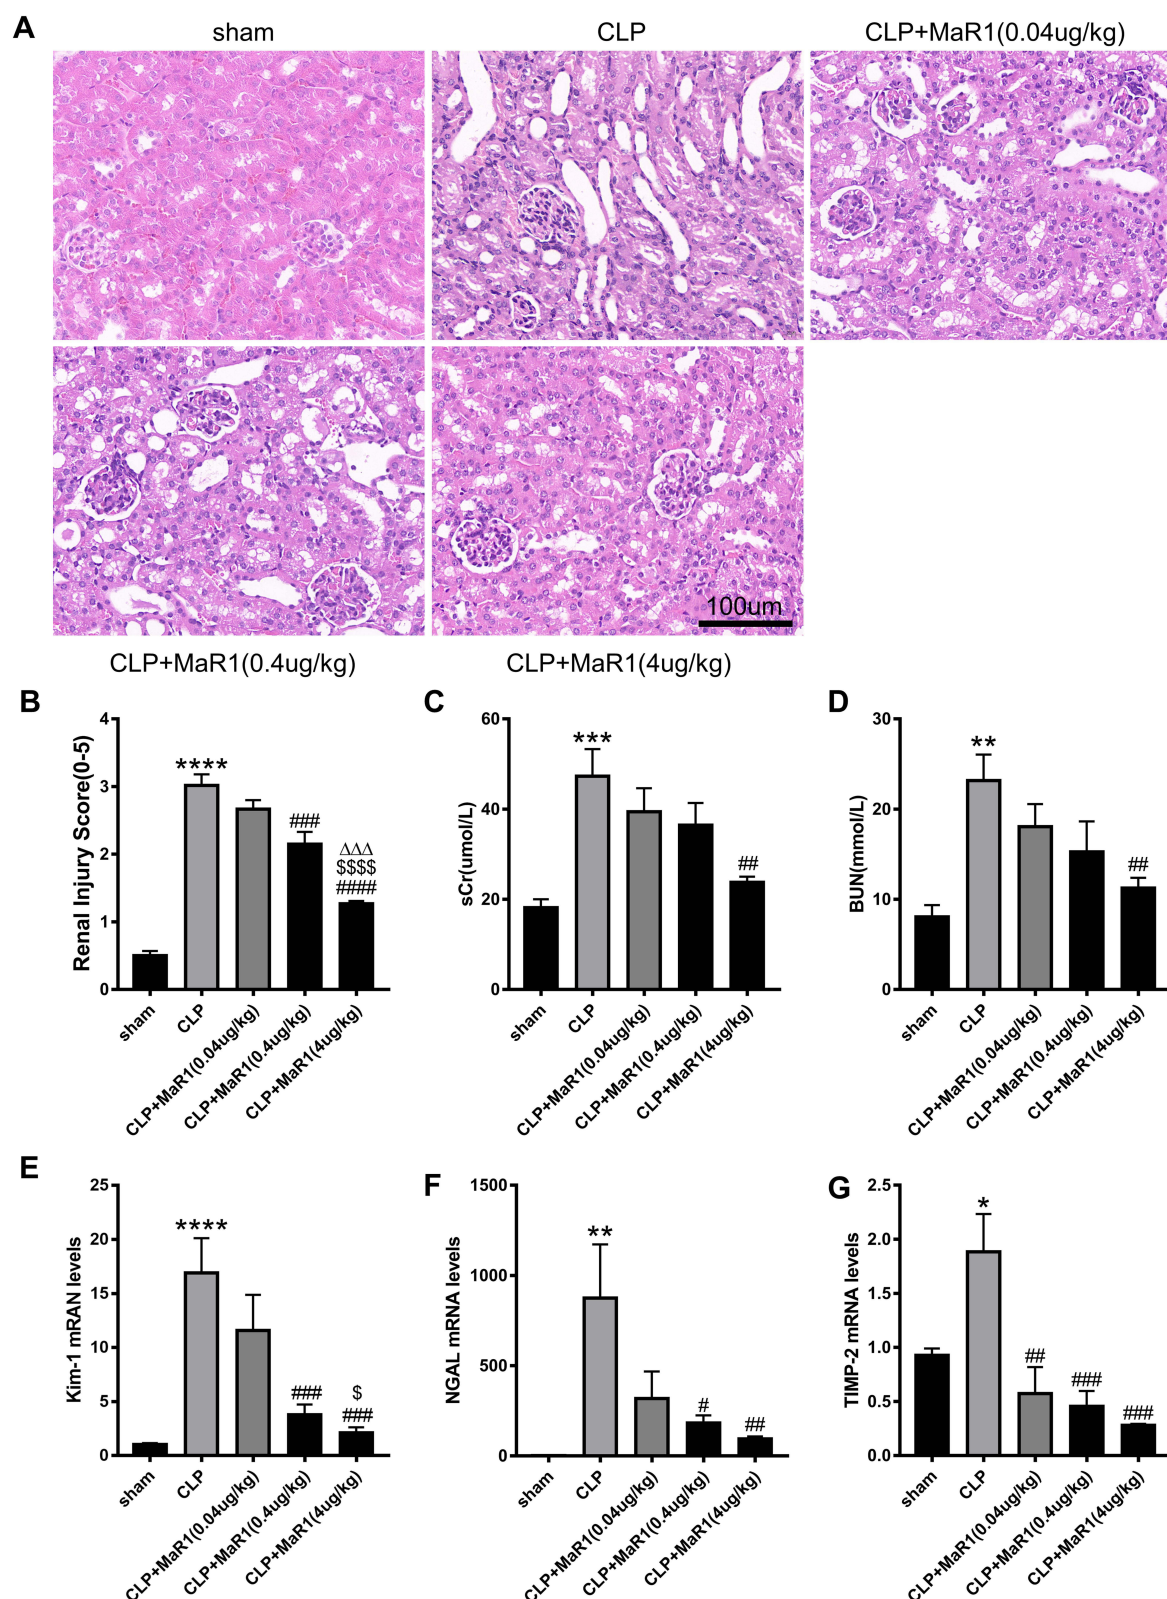 A
sham
CLP
CLP+MaR1(0.04ug/kg)
100um
CLP+MaR1(0.4ug/kg)
CLP+MaR1(4ug/kg)
B
Renal Injury Score(0-5)
4
3
2
1
0
****
###
ΔΔΔ
$$$$
####
sham
CLP
CLP+MaR1(0.04ug/kg)
CLP+MaR1(0.4ug/kg)
CLP+MaR1(4ug/kg)
C
sCr(umol/L)
60
40
20
0
***
##
sham
CLP
CLP+MaR1(0.04ug/kg)
CLP+MaR1(0.4ug/kg)
CLP+MaR1(4ug/kg)
D
BUN(mmol/L)
30
20
10
0
**
##
sham
CLP
CLP+MaR1(0.04ug/kg)
CLP+MaR1(0.4ug/kg)
CLP+MaR1(4ug/kg)
E
Kim-1 mRAN levels
25
20
15
10
5
0
****
###
$
###
sham
CLP
CLP+MaR1(0.04ug/kg)
CLP+MaR1(0.4ug/kg)
CLP+MaR1(4ug/kg)
F
NGAL mRNA levels
1500
1000
500
0
**
#
##
sham
CLP
CLP+MaR1(0.04ug/kg)
CLP+MaR1(0.4ug/kg)
CLP+MaR1(4ug/kg)
G
TIMP-2 mRNA levels
2.5
2.0
1.5
1.0
0.5
0.0
*
##
###
###
sham
CLP
CLP+MaR1(0.04ug/kg)
CLP+MaR1(0.4ug/kg)
CLP+MaR1(4ug/kg)